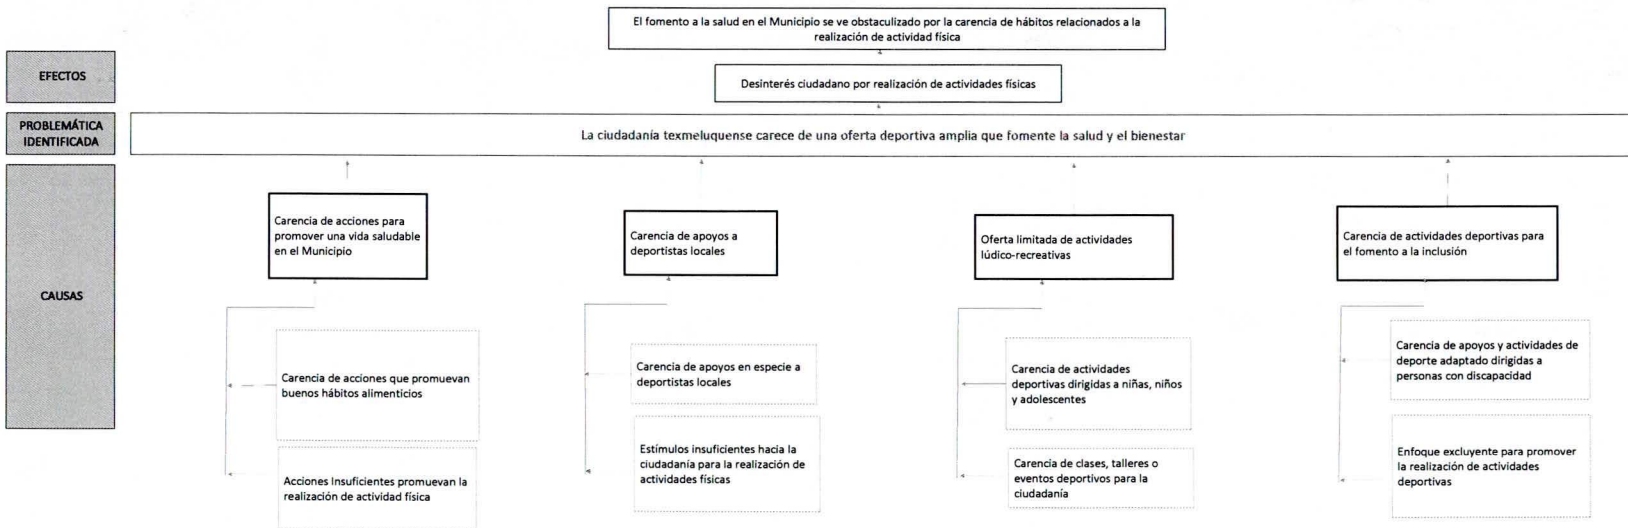 El fomento a la salud en el Municipio se ve obstaculizado por la carencia de hábitos relacionados a la
realización de actividad física
EFECTOS
Desinterés ciudadano por realización de actividades físicas
PROBLEMÁTICA
IDENTIFICADA
La ciudadanía texmeluquense carece de una oferta deportiva amplia que fomente la salud y el bienestar
CAUSAS
Carencia de acciones para
promover una vida saludable
en el Municipio
Carencia de apoyos a
deportistas locales
Oferta limitada de actividades
lúdico-recreativas
Carencia de actividades deportivas para
el fomento a la inclusión
Carencia de acciones que promuevan
buenos hábitos alimenticios
Carencia de apoyos en especie a
deportistas locales
Carencia de actividades
deportivas dirigidas a niñas, niños
y adolescentes
Carencia de apoyos y actividades de
deporte adaptado dirigidas a
personas con discapacidad
Acciones Insuficientes promuevan la
realización de actividad física
Estímulos insuficientes hacia la
ciudadanía para la realización de
actividades físicas
Carencia de clases, talleres o
eventos deportivos para la
ciudadanía
Enfoque excluyente para promover
la realización de actividades
deportivas